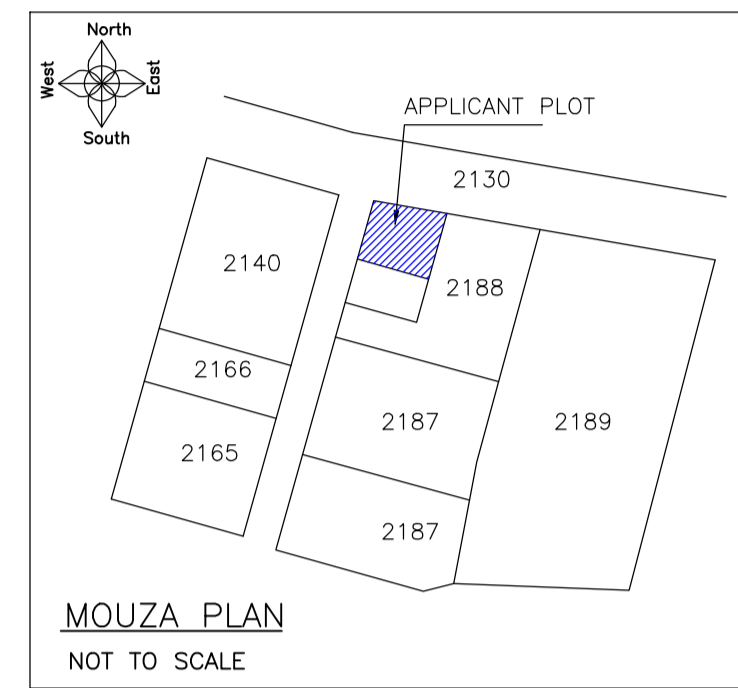 North
West
East
South
APPLICANT PLOT
2130
2140
2188
2166
2187
2189
2165
2187
MOUZA PLAN
NOT TO SCALE